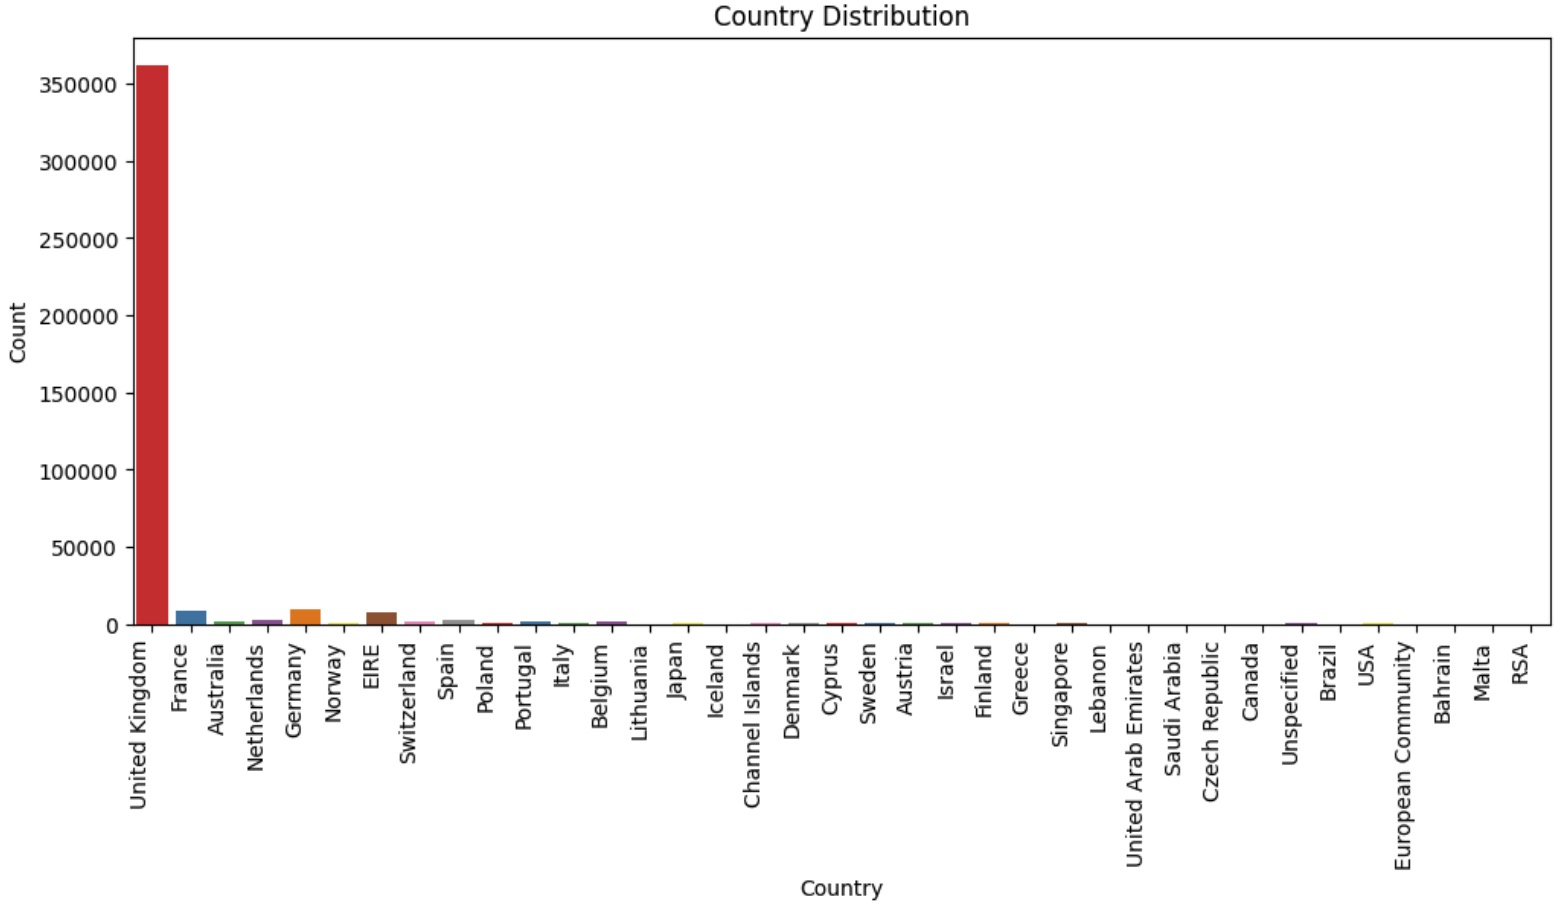 Country Distribution
350000
300000
250000
200000
150000
100000
50000
0
Count
United Kingdom
France
Australia
Netherlands
Germany
Norway
EIRE
Switzerland
Spain
Poland
Portugal
Italy
Belgium
Lithuania
Japan
Iceland
Channel Islands
Denmark
Cyprus
Sweden
Austria
Israel
Finland
Greece
Singapore
Lebanon
United Arab Emirates
Saudi Arabia
Czech Republic
Canada
Unspecified
Brazil
USA
European Community
Bahrain
Malta
RSA
Country